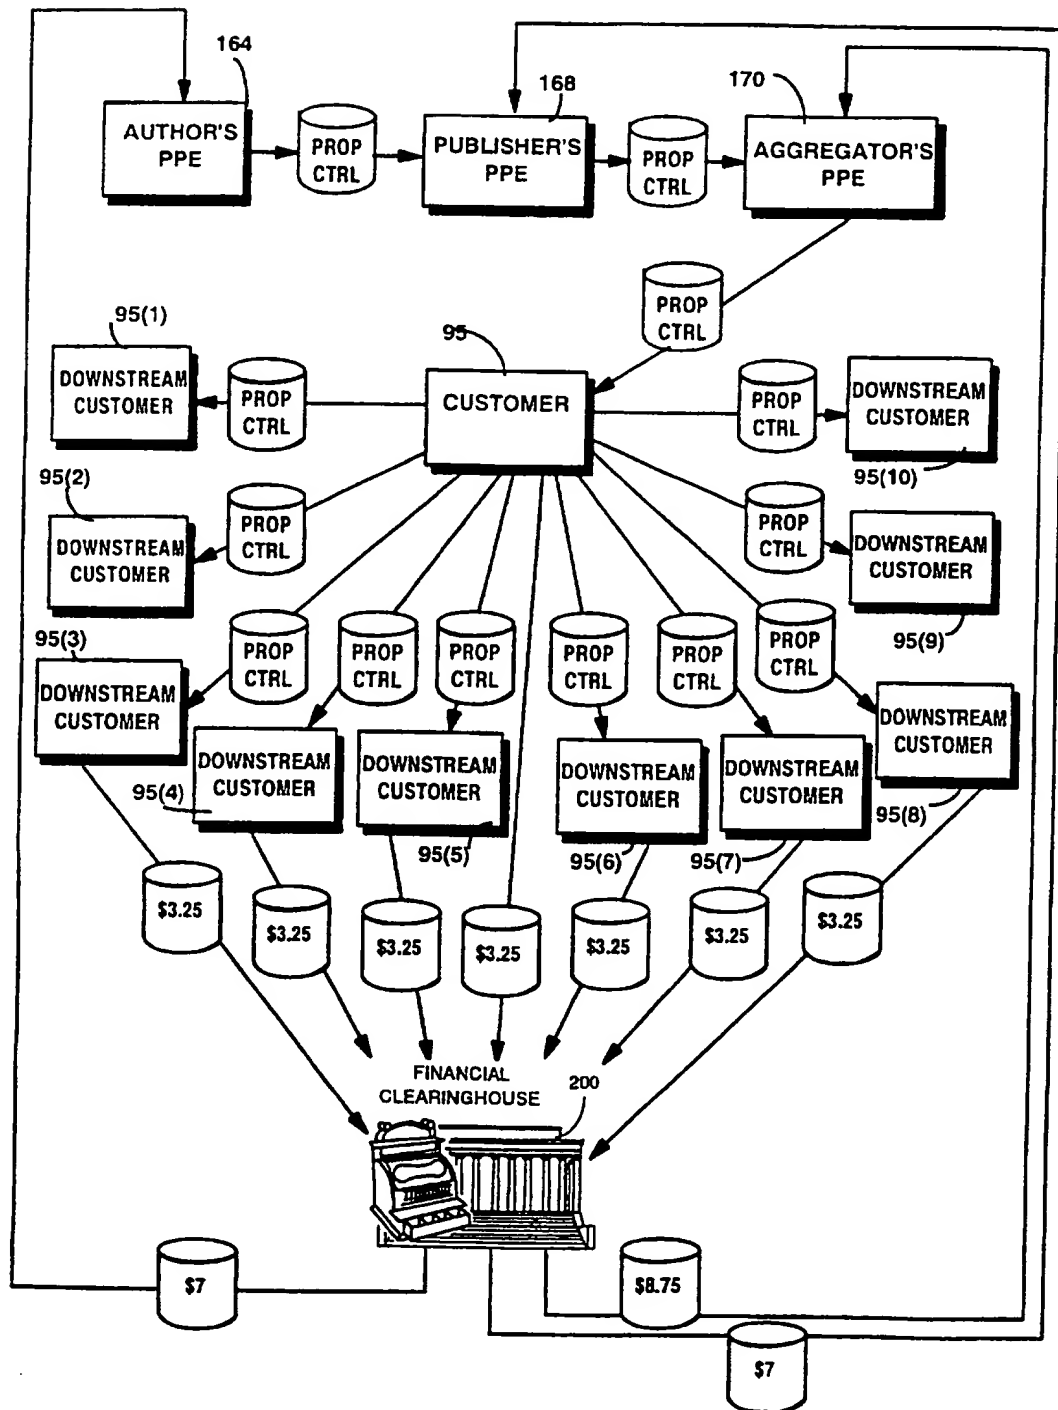 164
168
170
AUTHOR'S
PPE
PROP
CTRL
PUBLISHER'S
PPE
PROP
CTRL
AGGREGATOR'S
PPE
PROP
CTRL
95(1)
95
DOWNSTREAM
CUSTOMER
PROP
CTRL
CUSTOMER
PROP
CTRL
DOWNSTREAM
CUSTOMER
95(10)
95(2)
DOWNSTREAM
CUSTOMER
PROP
CTRL
PROP
CTRL
DOWNSTREAM
CUSTOMER
95(9)
95(3)
DOWNSTREAM
CUSTOMER
PROP
CTRL
PROP
CTRL
PROP
CTRL
PROP
CTRL
PROP
CTRL
PROP
CTRL
DOWNSTREAM
CUSTOMER
95(8)
DOWNSTREAM
CUSTOMER
95(4)
DOWNSTREAM
CUSTOMER
95(5)
DOWNSTREAM
CUSTOMER
95(6)
DOWNSTREAM
CUSTOMER
95(7)
$3.25
$3.25
$3.25
$3.25
$3.25
$3.25
$3.25
FINANCIAL
CLEARINGHOUSE
200
$7
$8.75
$7